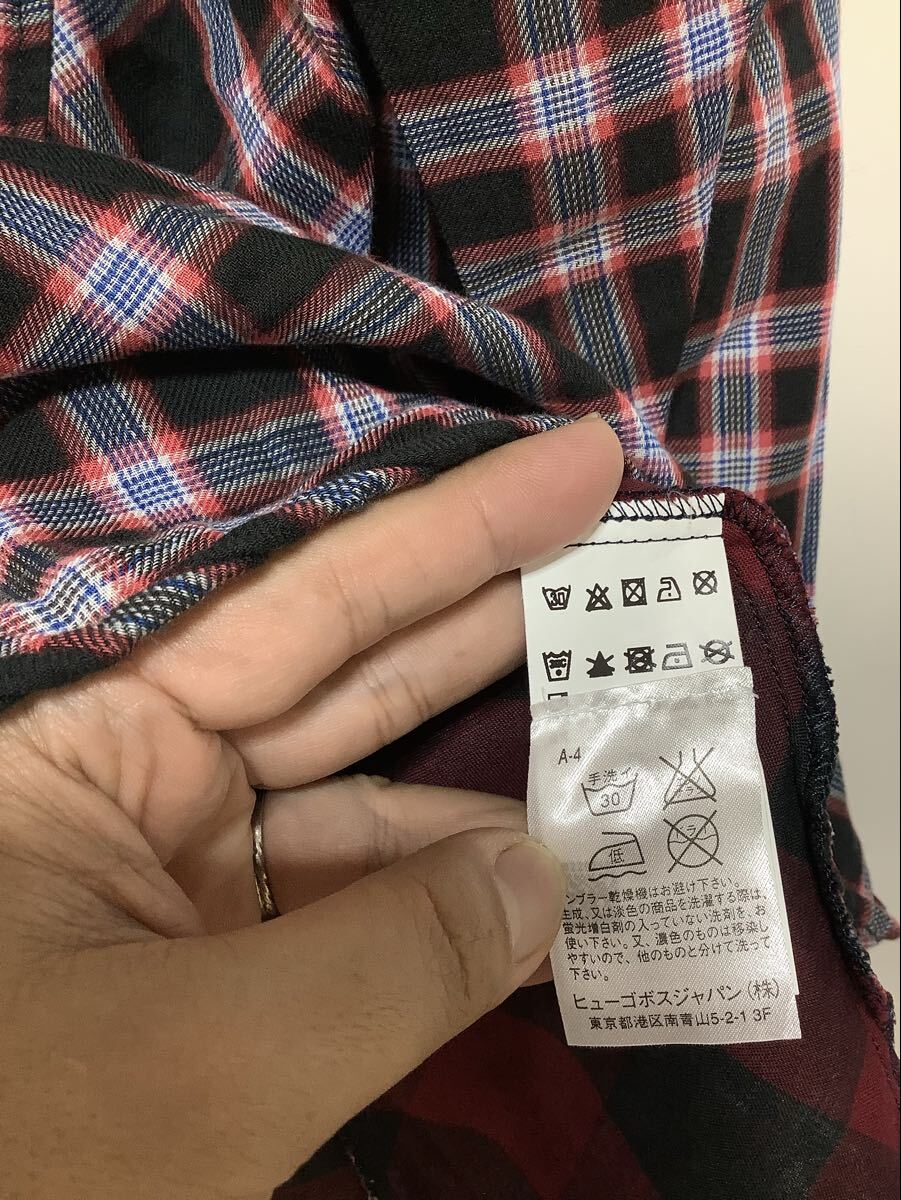 30
A-4
手洗イ
30
低
ンブラー乾燥機はお避け下さい。
生成、又は淡色の商品を洗濯する際は、
蛍光増白剤の入っていない洗剤を、お
使い下さい。又、濃色のものは移染し
やすいので、他のものと分けて洗って
下さい。
ヒューゴボスジャパン(株)
東京都港区南青山5-2-1 3F